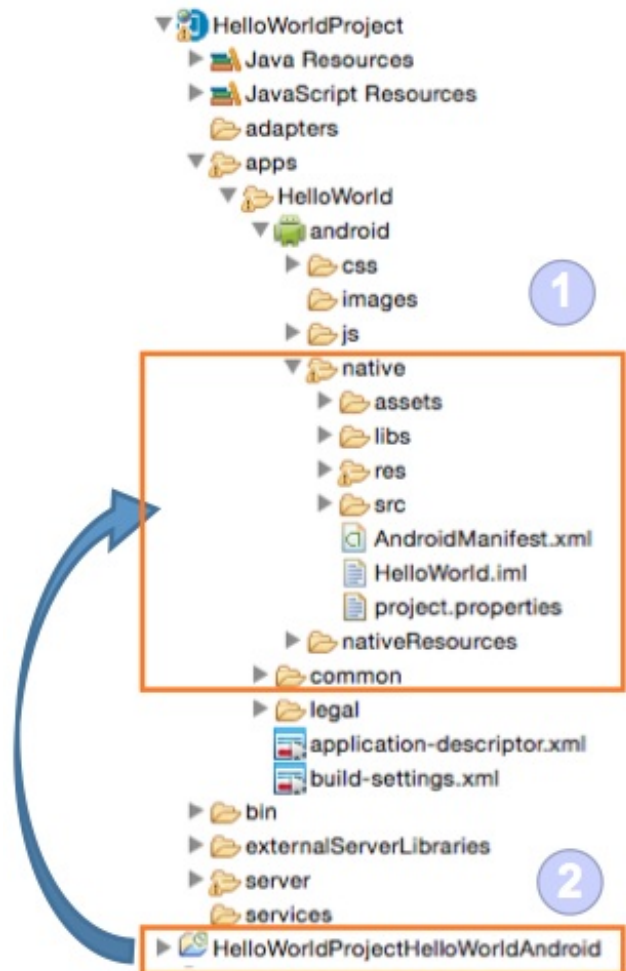 HelloWorldProject
Java Resources
JavaScript Resources
adapters
apps
HelloWorld
android
css
images
1
js
native
assets
libs
res
src
AndroidManifest.xml
HelloWorld.iml
project.properties
nativeResources
common
legal
application-descriptor.xml
build-settings.xml
bin
externalServerLibraries
server
2
services
HelloWorldProjectHelloWorldAndroid